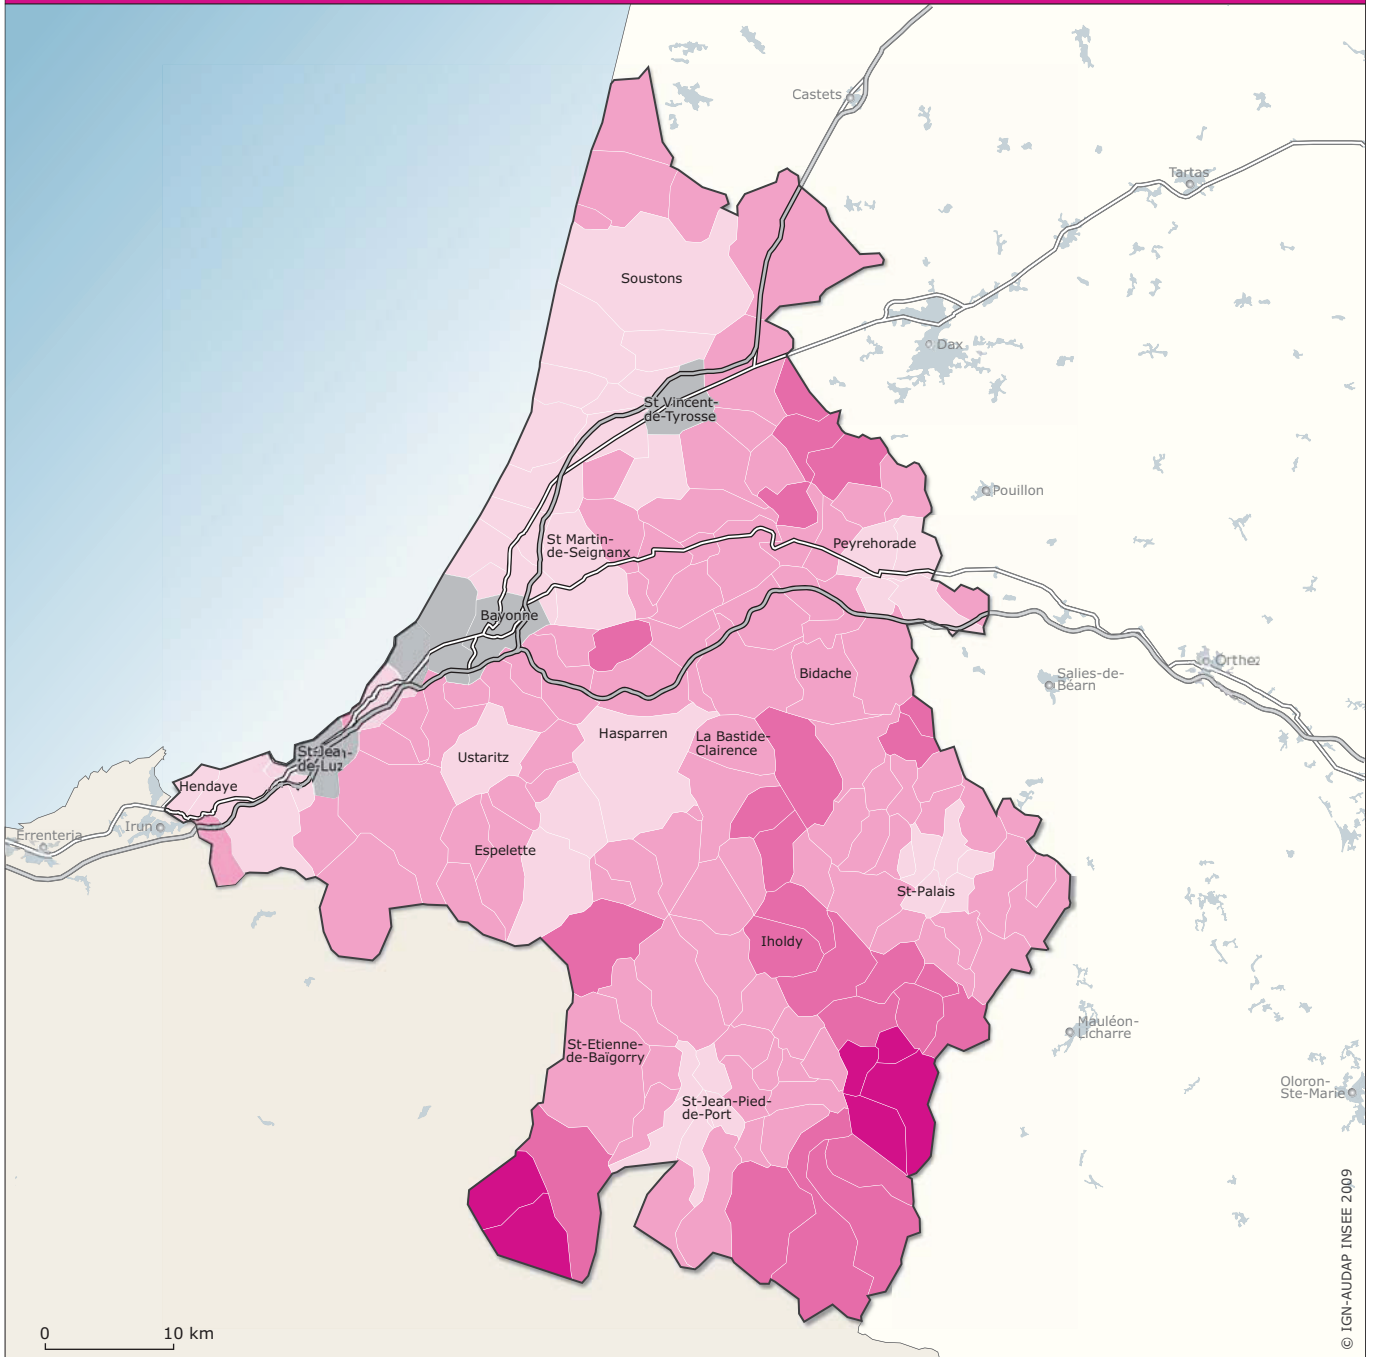 Castets
Tartas
Soustons
Dax
St Vincent-
de-Tyrosse
Pouillon
St Martin-
de-Seignanx
Peyrehorade
Bayonne
Orthez
Bidache
Salies-de-
Béarn
Hasparren
La Bastide-
Clairence
Ustaritz
St-Jean-
de-Luz
Hendaye
Errenteria
Irun
Espelette
St-Palais
Iholdy
Mauléon-
Licharre
St-Etienne-
de-Baïgorry
Oloron-
Ste-Marie
St-Jean-Pied-
de-Port
© IGN-AUDAP INSEE 2009
0 10 km